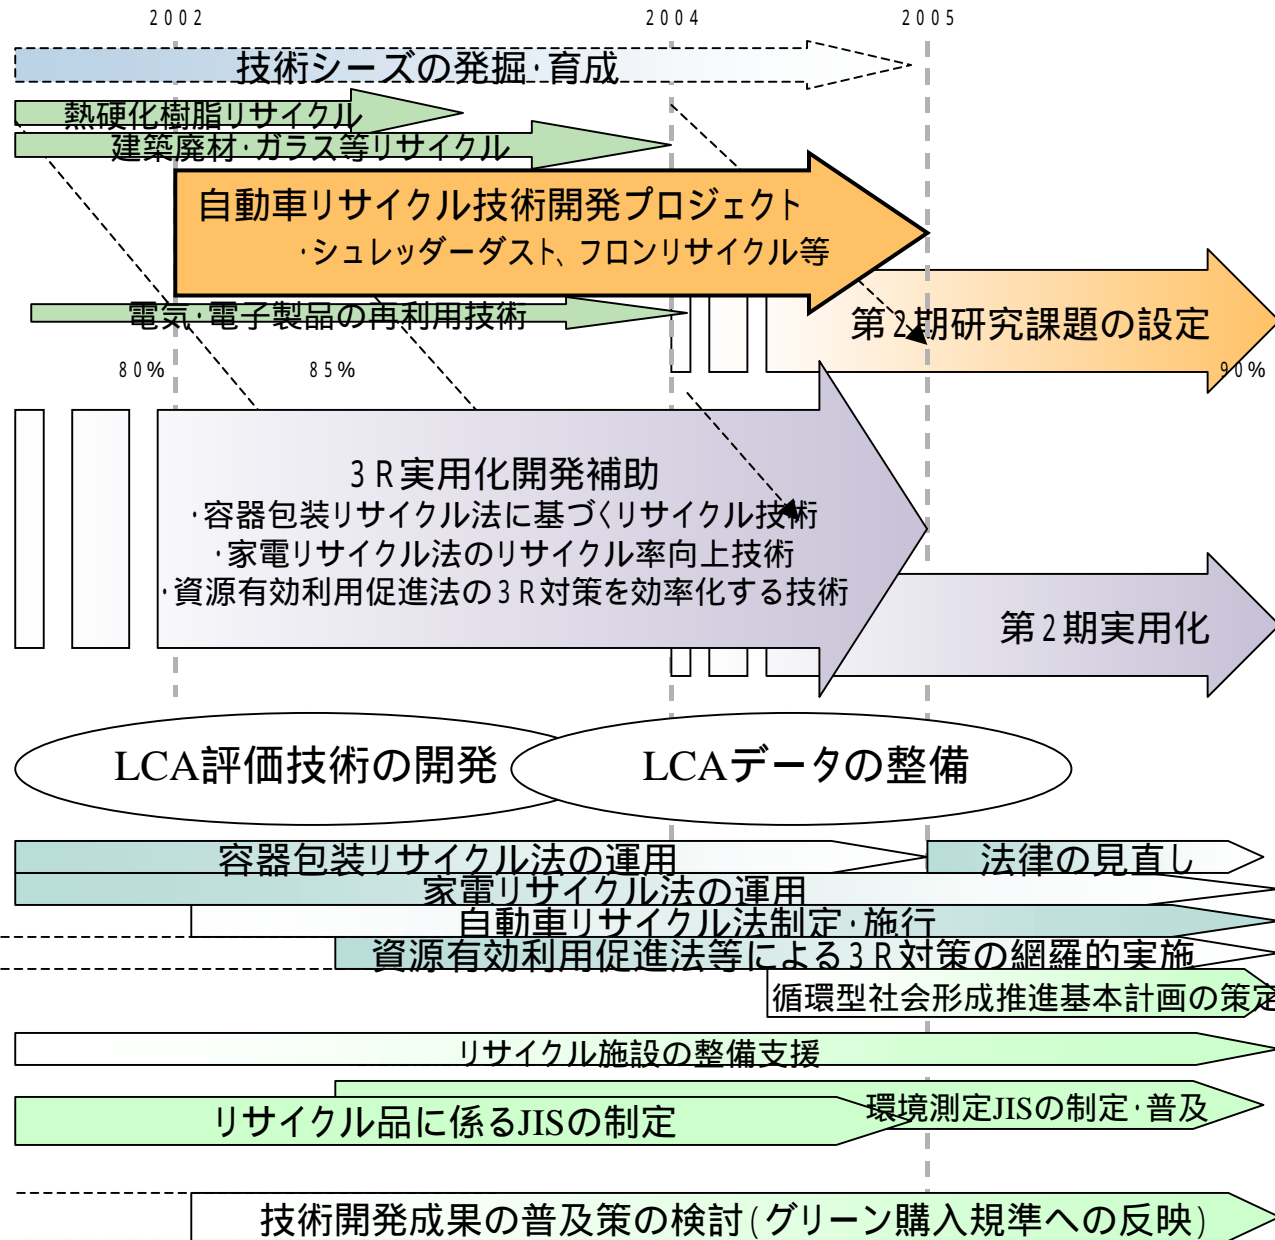 2002
2004
2005
技術シーズの発掘・育成
熱硬化樹脂リサイクル
建築廃材・ガラス等リサイクル
自動車リサイクル技術開発プロジェクト
・シュレッダーダスト、フロンリサイクル等
電気・電子製品の再利用技術
第2期研究課題の設定
80%
85%
90%
3R実用化開発補助
・容器包装リサイクル法に基づくリサイクル技術
・家電リサイクル法のリサイクル率向上技術
・資源有効利用促進法の3R対策を効率化する技術
第2期実用化
LCA評価技術の開発
LCAデータの整備
容器包装リサイクル法の運用
法律の見直し
家電リサイクル法の運用
自動車リサイクル法制定・施行
資源有効利用促進法等による3R対策の網羅的実施
循環型社会形成推進基本計画の策定
リサイクル施設の整備支援
環境測定JISの制定・普及
リサイクル品に係るJISの制定
技術開発成果の普及策の検討(グリーン購入規準への反映)